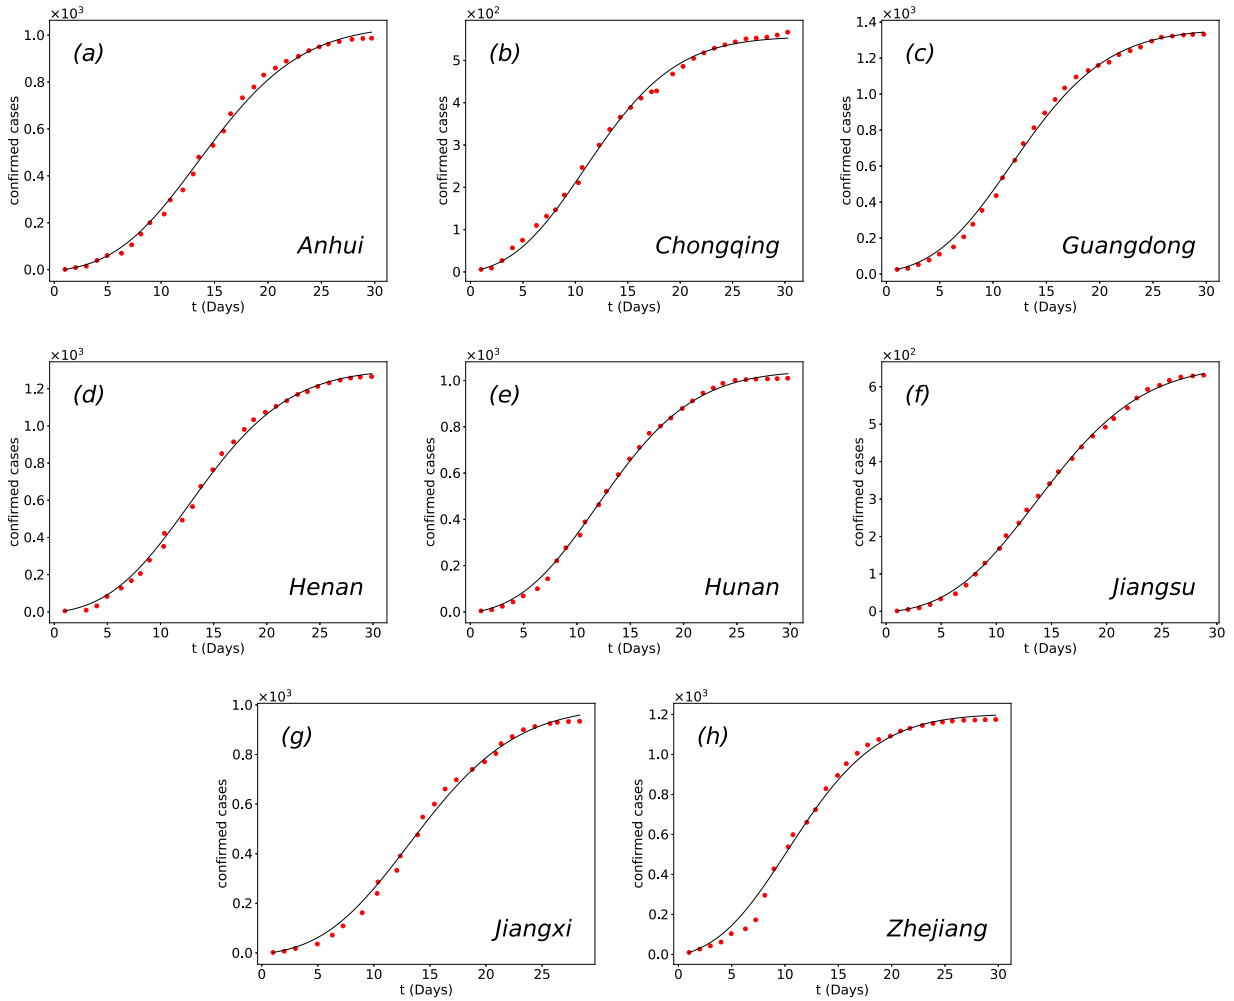 ×10³
(a)
1.0
0.8
0.6
0.4
0.2
0.0
confirmed cases
Anhui
0 5 10 15 20 25 30
t (Days)
×10²
(b)
5
4
3
2
1
0
confirmed cases
Chongqing
0 5 10 15 20 25 30
t (Days)
×10³
(c)
1.4
1.2
1.0
0.8
0.6
0.4
0.2
0.0
confirmed cases
Guangdong
0 5 10 15 20 25 30
t (Days)
×10³
(d)
1.2
1.0
0.8
0.6
0.4
0.2
0.0
confirmed cases
Henan
0 5 10 15 20 25 30
t (Days)
×10³
(e)
1.0
0.8
0.6
0.4
0.2
0.0
confirmed cases
Hunan
0 5 10 15 20 25 30
t (Days)
×10²
(f)
6
5
4
3
2
1
0
confirmed cases
Jiangsu
0 5 10 15 20 25 30
t (Days)
×10³
(g)
1.0
0.8
0.6
0.4
0.2
0.0
confirmed cases
Jiangxi
0 5 10 15 20 25
t (Days)
×10³
(h)
1.2
1.0
0.8
0.6
0.4
0.2
0.0
confirmed cases
Zhejiang
0 5 10 15 20 25 30
t (Days)